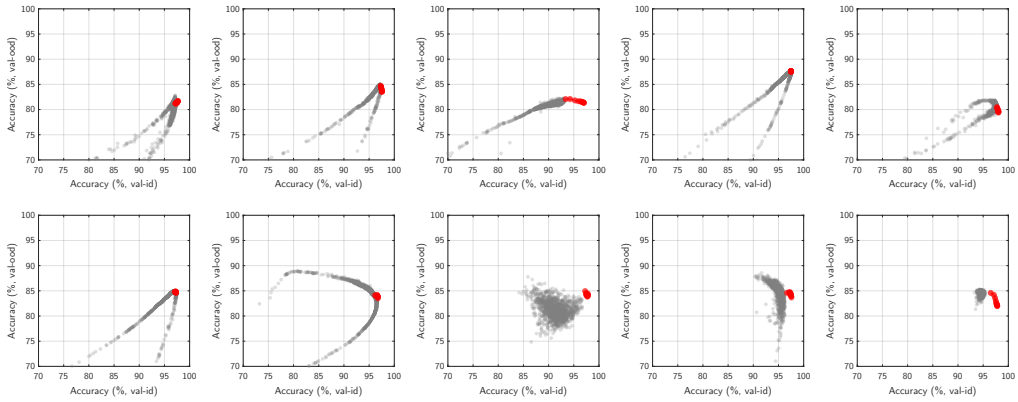 100 100 100 100 100
95 95 95 95 95
90 90 90 90 90
85 85 85 85 85
80 80 80 80 80
75 75 75 75 75
70 70 70 70 70
Accuracy (%, val-ood) Accuracy (%, val-ood) Accuracy (%, val-ood) Accuracy (%, val-ood) Accuracy (%, val-ood)
70 75 80 85 90 95 100 70 75 80 85 90 95 100 70 75 80 85 90 95 100 70 75 80 85 90 95 100 70 75 80 85 90 95 100
Accuracy (%, val-id) Accuracy (%, val-id) Accuracy (%, val-id) Accuracy (%, val-id) Accuracy (%, val-id)
100 100 100 100 100
95 95 95 95 95
90 90 90 90 90
85 85 85 85 85
80 80 80 80 80
75 75 75 75 75
70 70 70 70 70
Accuracy (%, val-ood) Accuracy (%, val-ood) Accuracy (%, val-ood) Accuracy (%, val-ood) Accuracy (%, val-ood)
70 75 80 85 90 95 100 70 75 80 85 90 95 100 70 75 80 85 90 95 100 70 75 80 85 90 95 100 70 75 80 85 90 95 100
Accuracy (%, val-id) Accuracy (%, val-id) Accuracy (%, val-id) Accuracy (%, val-id) Accuracy (%, val-id)